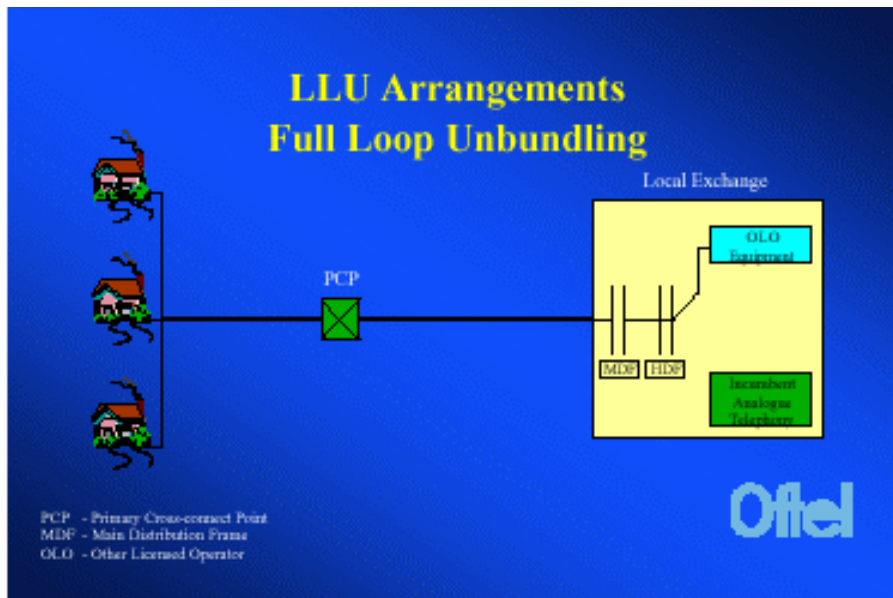 LLU Arrangements
Full Loop Unbundling
Local Exchange
OLO
Equipment
PCP
MDF
HDF
Incumbent
Analogue
Telephony
Oftel
PCP - Primary Cross-connect Point
MDF - Main Distribution Frame
OLO - Other Licensed Operator